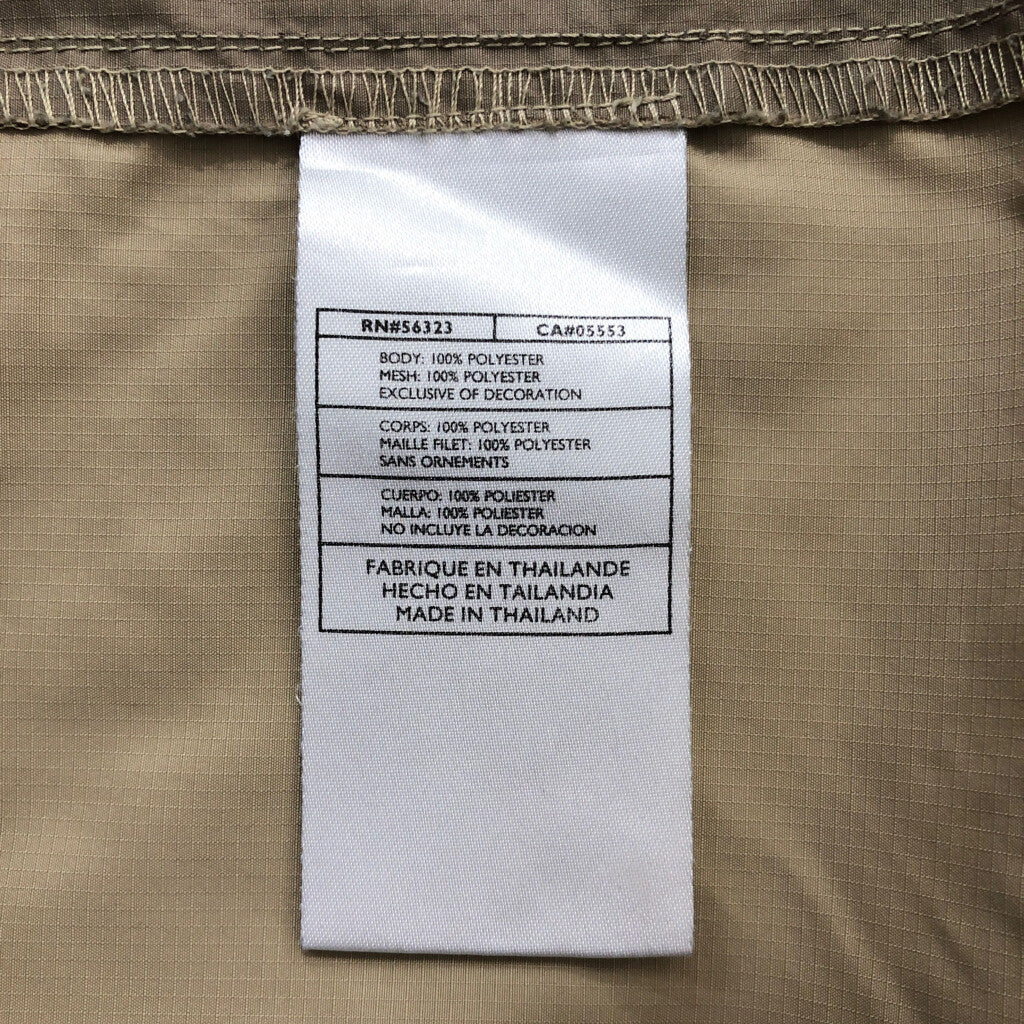 RN#56323 CA#05553
BODY: 100% POLYESTER
MESH: 100% POLYESTER
EXCLUSIVE OF DECORATION
CORPS: 100% POLYESTER
MAILLE FILET: 100% POLYESTER
SANS ORNEMENTS
CUERPO: 100% POLIESTER
MALLA: 100% POLIESTER
NO INCLUYE LA DECORACION
FABRIQUE EN THAILANDE
HECHO EN TAILANDIA
MADE IN THAILAND